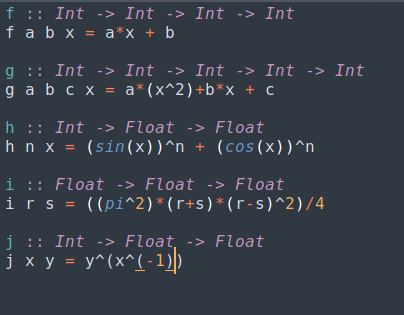 f :: Int -> Int -> Int -> Int
f a b x = a*x + b
g :: Int -> Int -> Int -> Int -> Int
g a b c x = a*(x^2)+b*x + c
h :: Int -> Float -> Float
h n x = (sin(x))^n + (cos(x))^n
i :: Float -> Float -> Float
i r s = ((pi^2)*(r+s)*(r-s)^2)/4
j :: Int -> Float -> Float
j x y = y^(x^(-1))